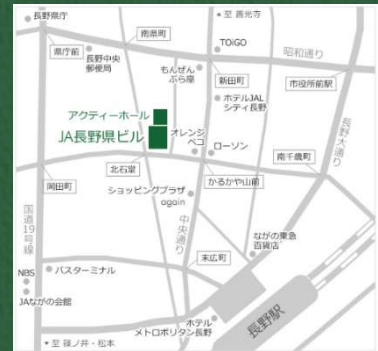 長野県庁
至 善光寺
南県町
県庁前
長野中央
郵便局
TOiGO
昭和通り
もんぜん
ぷら座
新田町
市役所前駅
ホテルJAL
シティ長野
アクティーホール
JA長野県ビル
オレンジ
ペコ
ローソン
長野大通り
北石堂
南千歳町
岡田町
ショッピングプラザ
again
かるかや山前
国道19号線
中央通り
ながの東急
百貨店
末広町
NBS
バスターミナル
JAながの会館
長野駅
ホテル
メトロポリタン長野
至 篠ノ井・松本